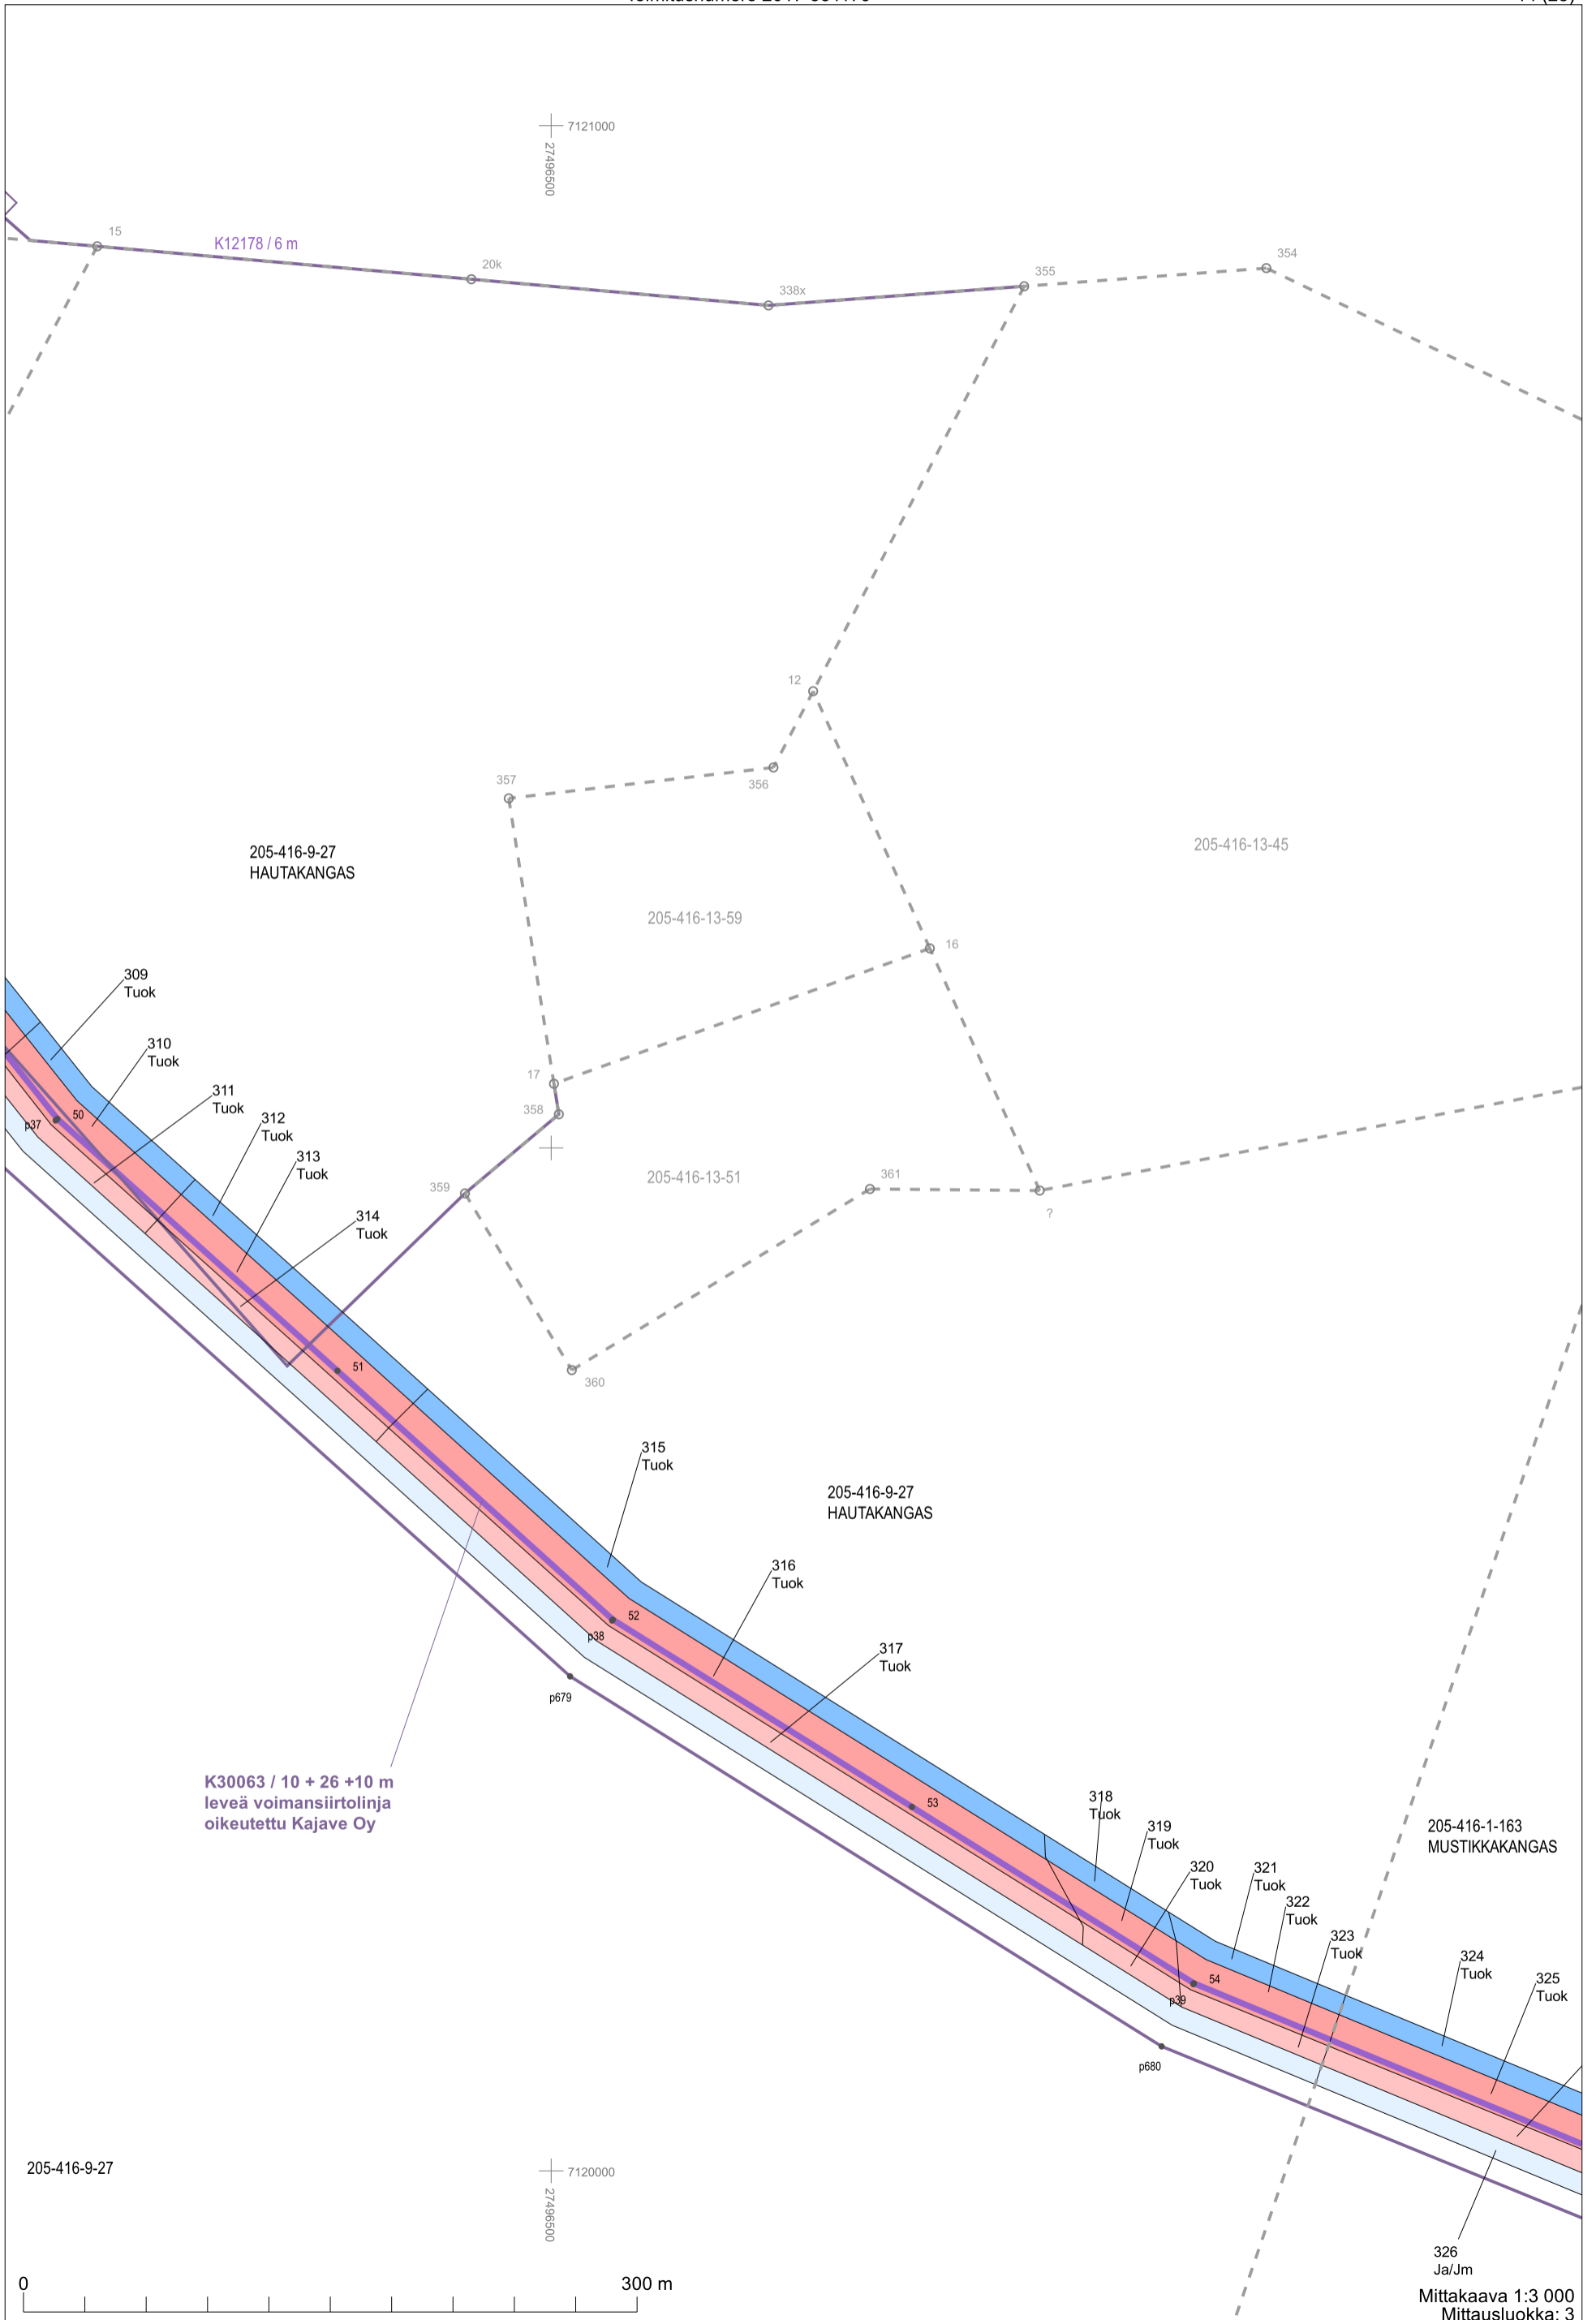 7121000
27496500
15
K12178 / 6 m
20k
338x
355
354
12
356
357
205-416-9-27
HAUTAKANGAS
205-416-13-45
205-416-13-59
16
309
Tuok
310
Tuok
311
Tuok
312
Tuok
313
Tuok
314
Tuok
17
358
359
205-416-13-51
361
?
360
50
p37
51
315
Tuok
205-416-9-27
HAUTAKANGAS
316
Tuok
52
p38
317
Tuok
p679
K30063 / 10 + 26 +10 m
leveä voimansiirtolinja
oikeutettu Kajave Oy
53
318
Tuok
319
Tuok
320
Tuok
321
Tuok
322
Tuok
323
Tuok
205-416-1-163
MUSTIKKAKANGAS
324
Tuok
325
Tuok
54
p39
p680
205-416-9-27
7120000
27496500
326
Ja/Jm
0
300 m
Mittakaava 1:3 000
Mittausluokka: 3